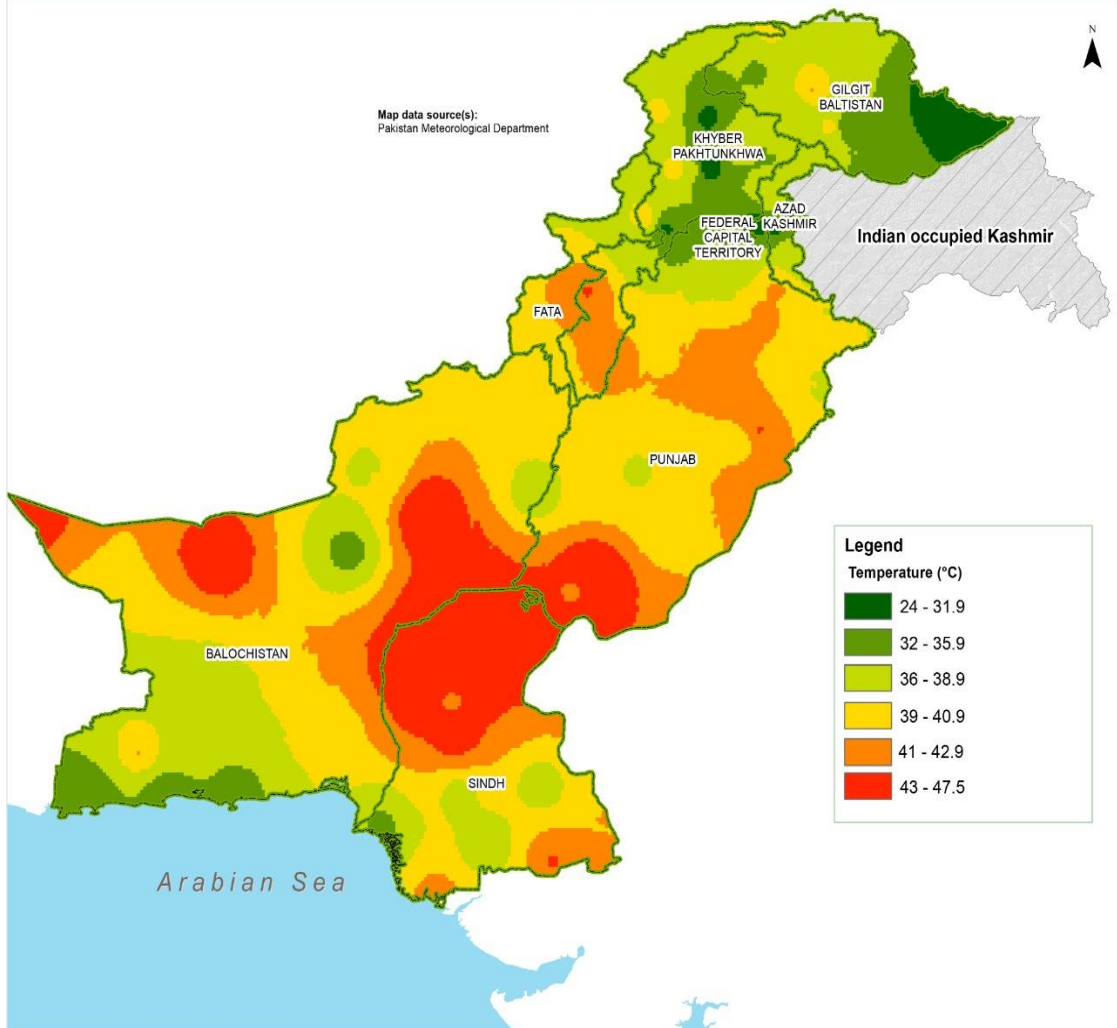 N
Map data source(s):
Pakistan Meteorological Department
GILGIT
BALTISTAN
KHYBER
PAKHTUNKHWA
AZAD
KASHMIR
FEDERAL
CAPITAL
TERRITORY
Indian occupied Kashmir
FATA
PUNJAB
BALOCHISTAN
SINDH
Arabian Sea
Legend
Temperature (°C)
24 - 31.9
32 - 35.9
36 - 38.9
39 - 40.9
41 - 42.9
43 - 47.5